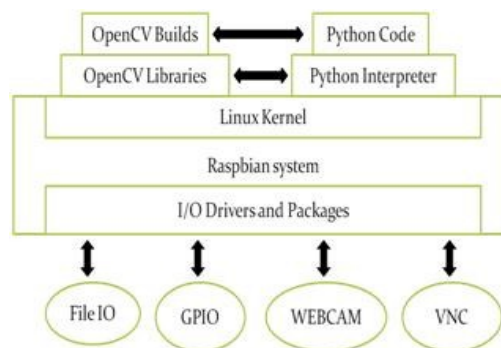 OpenCV Builds
Python Code
OpenCV Libraries
Python Interpreter
Linux Kernel
Raspbian system
I/O Drivers and Packages
File IO
GPIO
WEBCAM
VNC